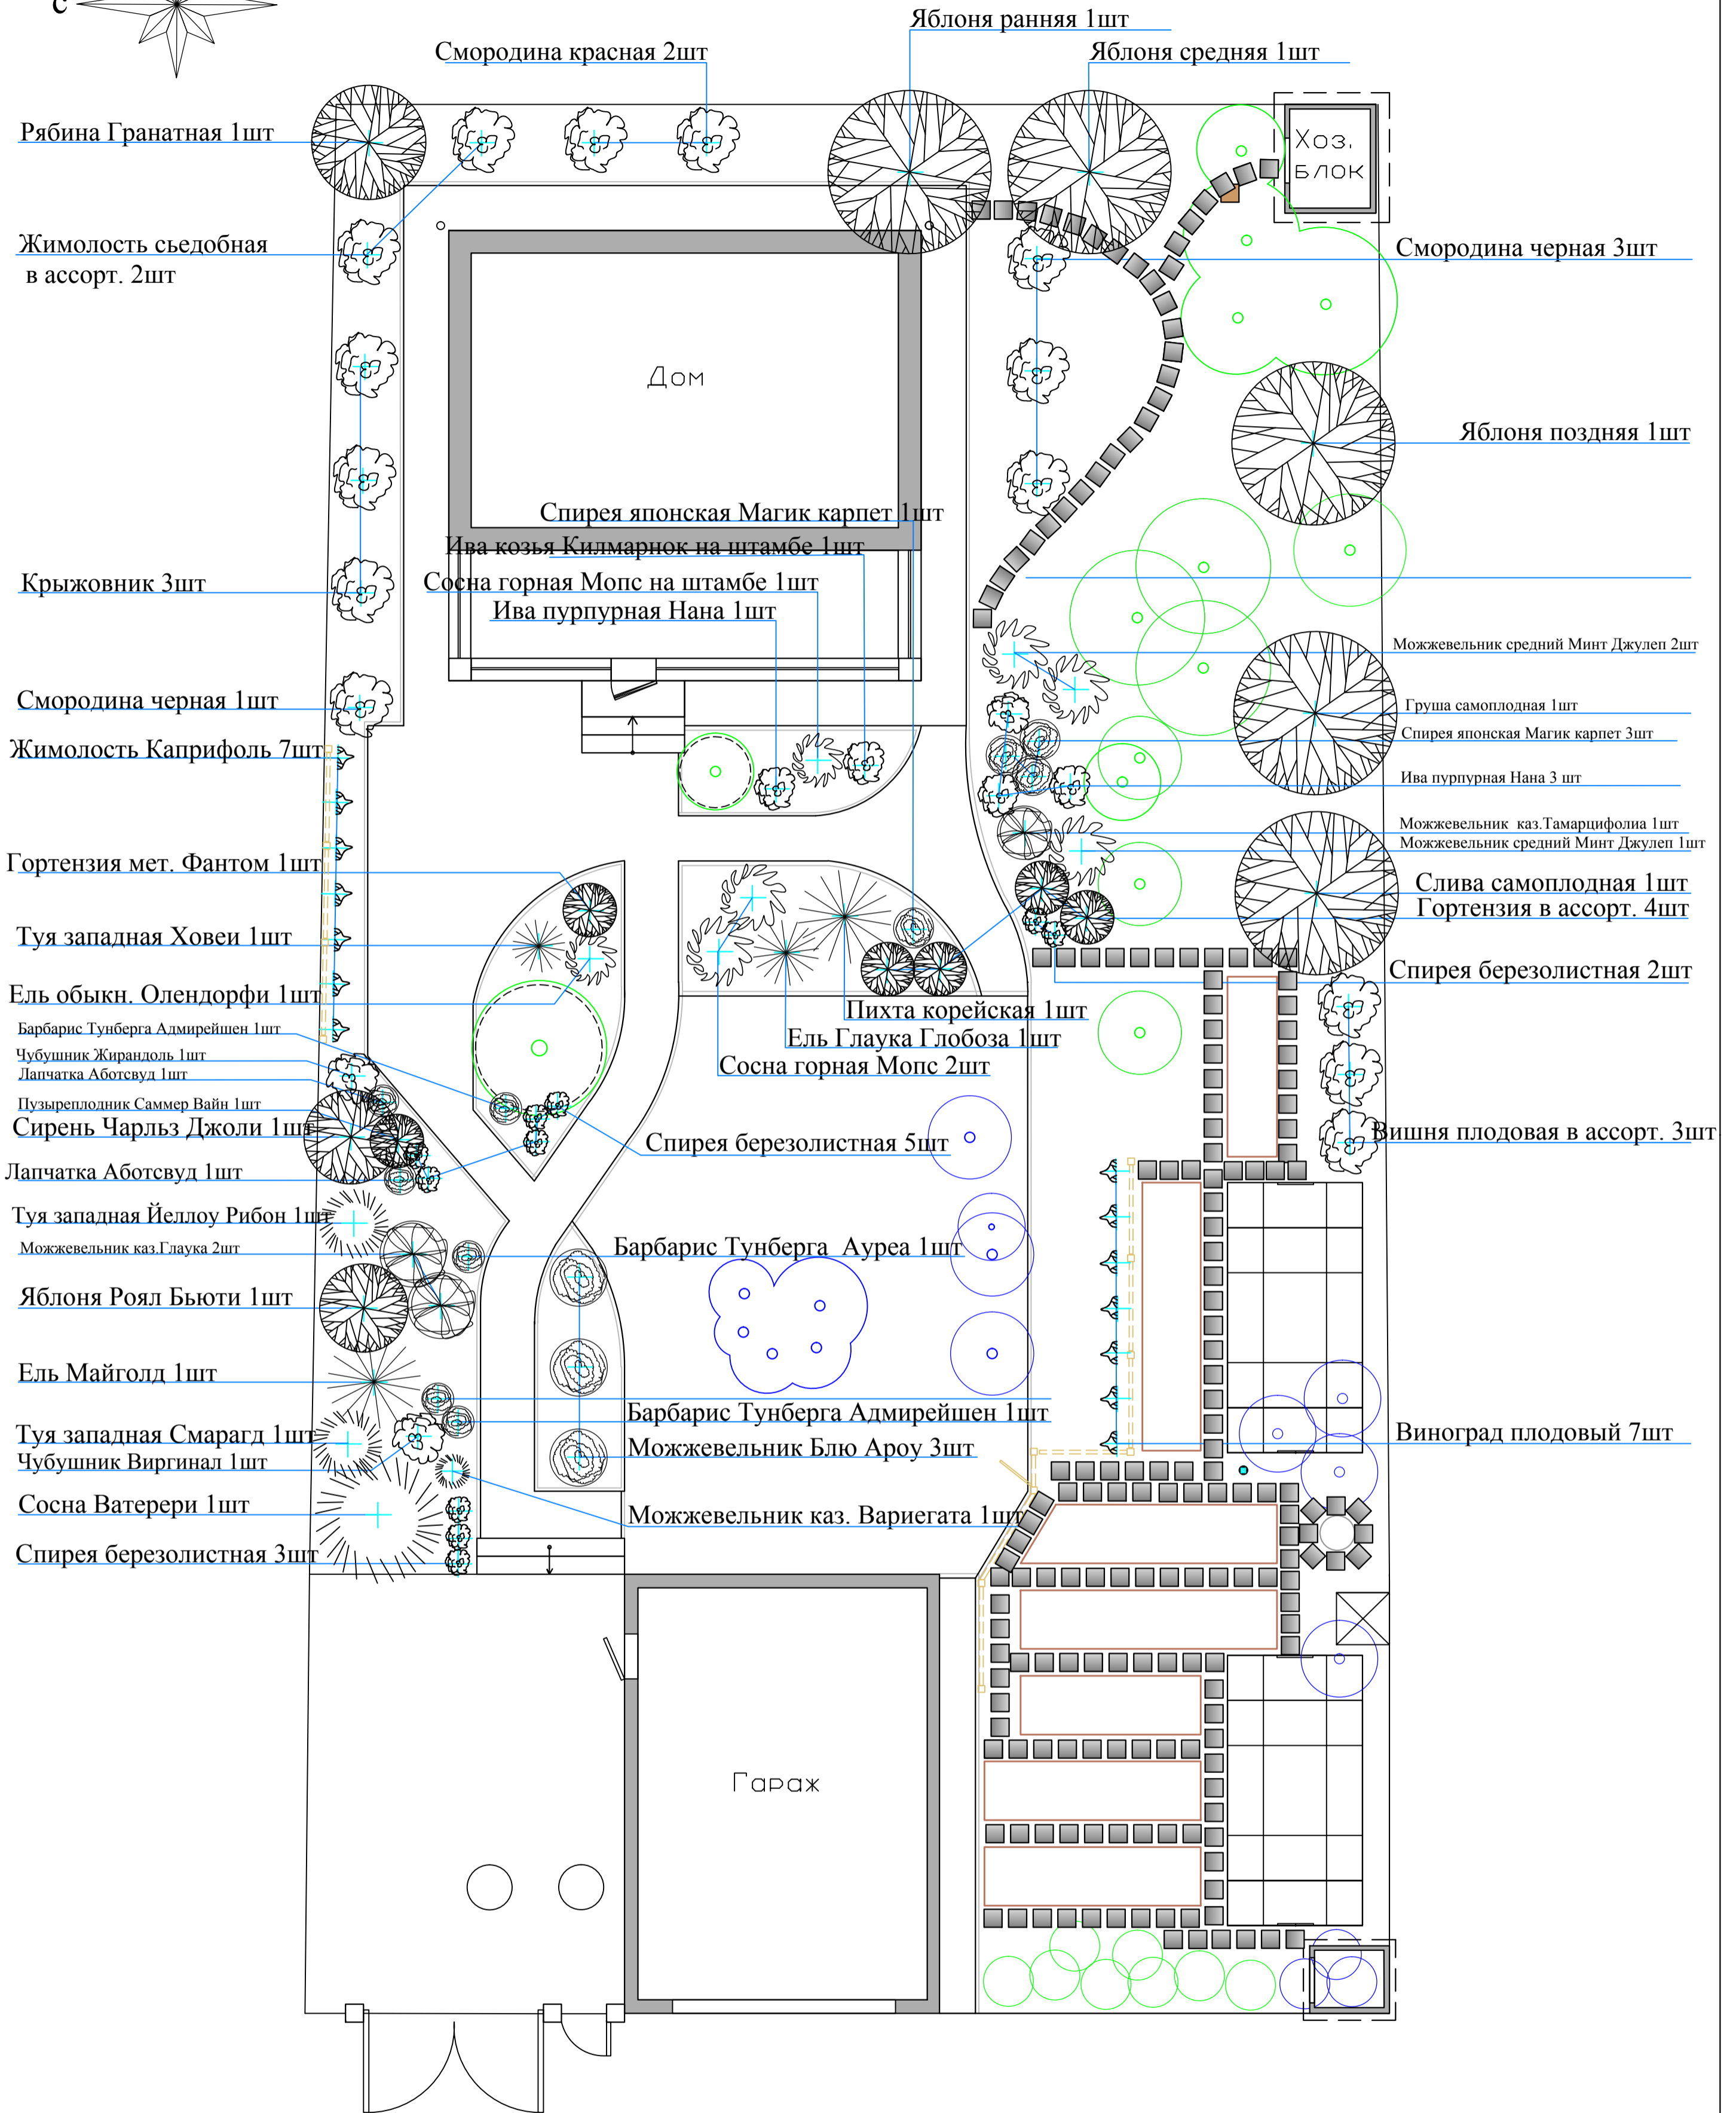 с
Яблоня ранняя 1шт
Смородина красная 2шт
Яблоня средняя 1шт
Рябина Гранатная 1шт
Хоз.
БЛОК
Жимолость сьедобная
в ассорт. 2шт
Смородина черная 3шт
Дом
Яблоня поздняя 1шт
Спирея японская Магик карпет 1шт
Ива козья Килмарнок на штамбе 1шт
Сосна горная Мопс на штамбе 1шт
Ива пурпурная Нана 1шт
Крыжовник 3шт
Можжевельник средний Минт Джулеп 2шт
Смородина черная 1шт
Груша самоплодная 1шт
Спирея японская Магик карпет 3шт
Жимолость Каприфоль 7шт
Ива пурпурная Нана 3 шт
Можжевельник каз.Тамарцифолиа 1шт
Можжевельник средний Минт Джулеп 1шт
Гортензия мет. Фантом 1шт
Слива самоплодная 1шт
Гортензия в ассорт. 4шт
Туя западная Ховеи 1шт
Спирея березолистная 2шт
Ель обыкн. Олендорфи 1шт
Пихта корейская 1шт
Барбарис Тунберга Адмирейшен 1шт
Ель Глаука Глобоза 1шт
Чубушник Жирандоль 1шт
Сосна горная Мопс 2шт
Лапчатка Аботсвуд 1шт
Пузыреплодник Саммер Вайн 1шт
Сирень Чарльз Джоли 1шт
Вишня плодовая в ассорт. 3шт
Спирея березолистная 5шт
Лапчатка Аботсвуд 1шт
Туя западная Йеллоу Рибон 1шт
Можжевельник каз.Глаука 2шт
Барбарис Тунберга Ауреа 1шт
Яблоня Роял Бьюти 1шт
Ель Майголд 1шт
Барбарис Тунберга Адмирейшен 1шт
Туя западная Смарагд 1шт
Виноград плодовый 7шт
Можжевельник Блю Ароу 3шт
Чубушник Виргинал 1шт
Сосна Ватерери 1шт
Можжевельник каз. Вариегата 1шт
Спирея березолистная 3шт
Гараж